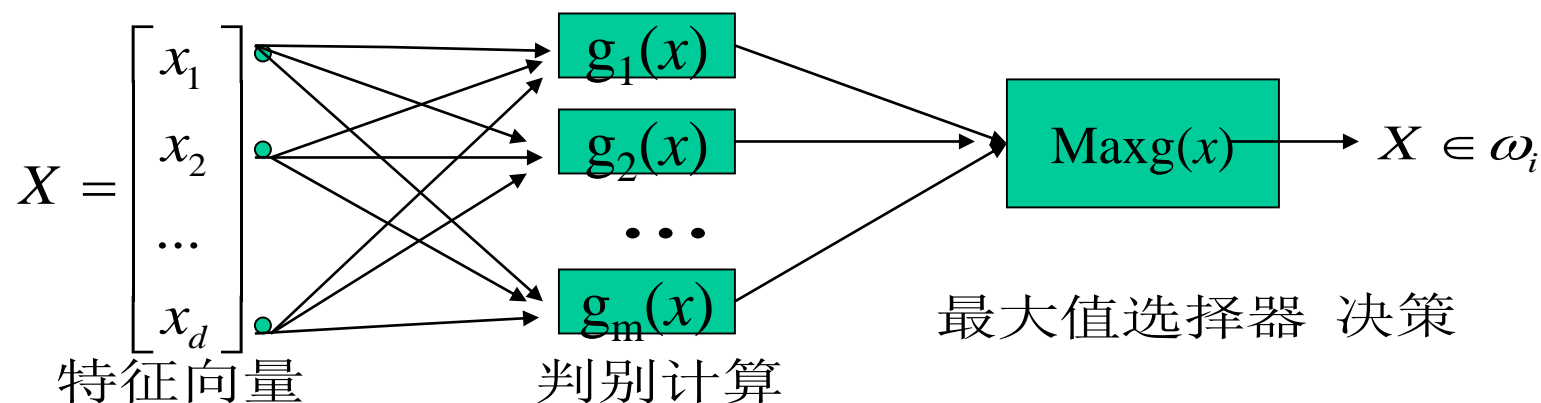 X = [x₁ x₂ ... x_d]
g₁(x)
g₂(x)
...
gₘ(x)
Maxg(x)
X ∈ ωᵢ
特征向量
判别计算
最大值选择器 决策